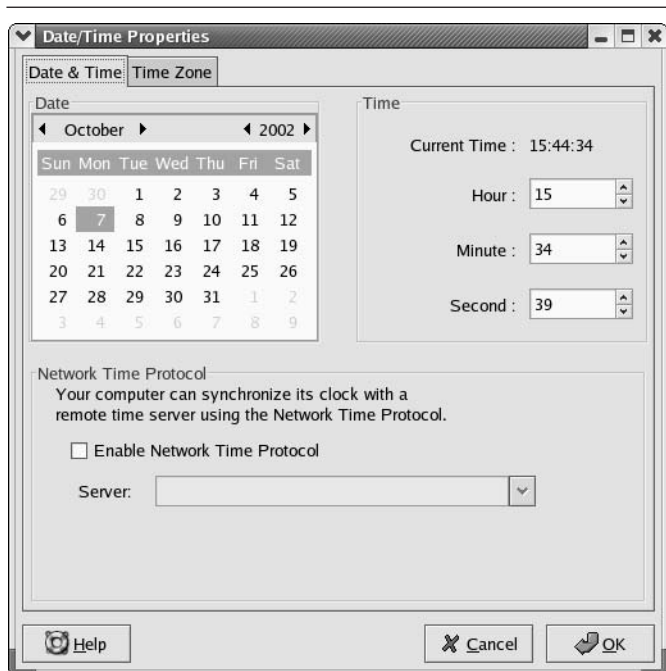 Date/Time Properties
Date & Time Time Zone
Date
October 2002
Sun Mon Tue Wed Thu Fri Sat
29 30 1 2 3 4 5
6 7 8 9 10 11 12
13 14 15 16 17 18 19
20 21 22 23 24 25 26
27 28 29 30 31 1 2
3 4 5 6 7 8 9
Time
Current Time : 15:44:34
Hour : 15
Minute : 34
Second : 39
Network Time Protocol
Your computer can synchronize its clock with a
remote time server using the Network Time Protocol.
Enable Network Time Protocol
Server:
Help Cancel OK